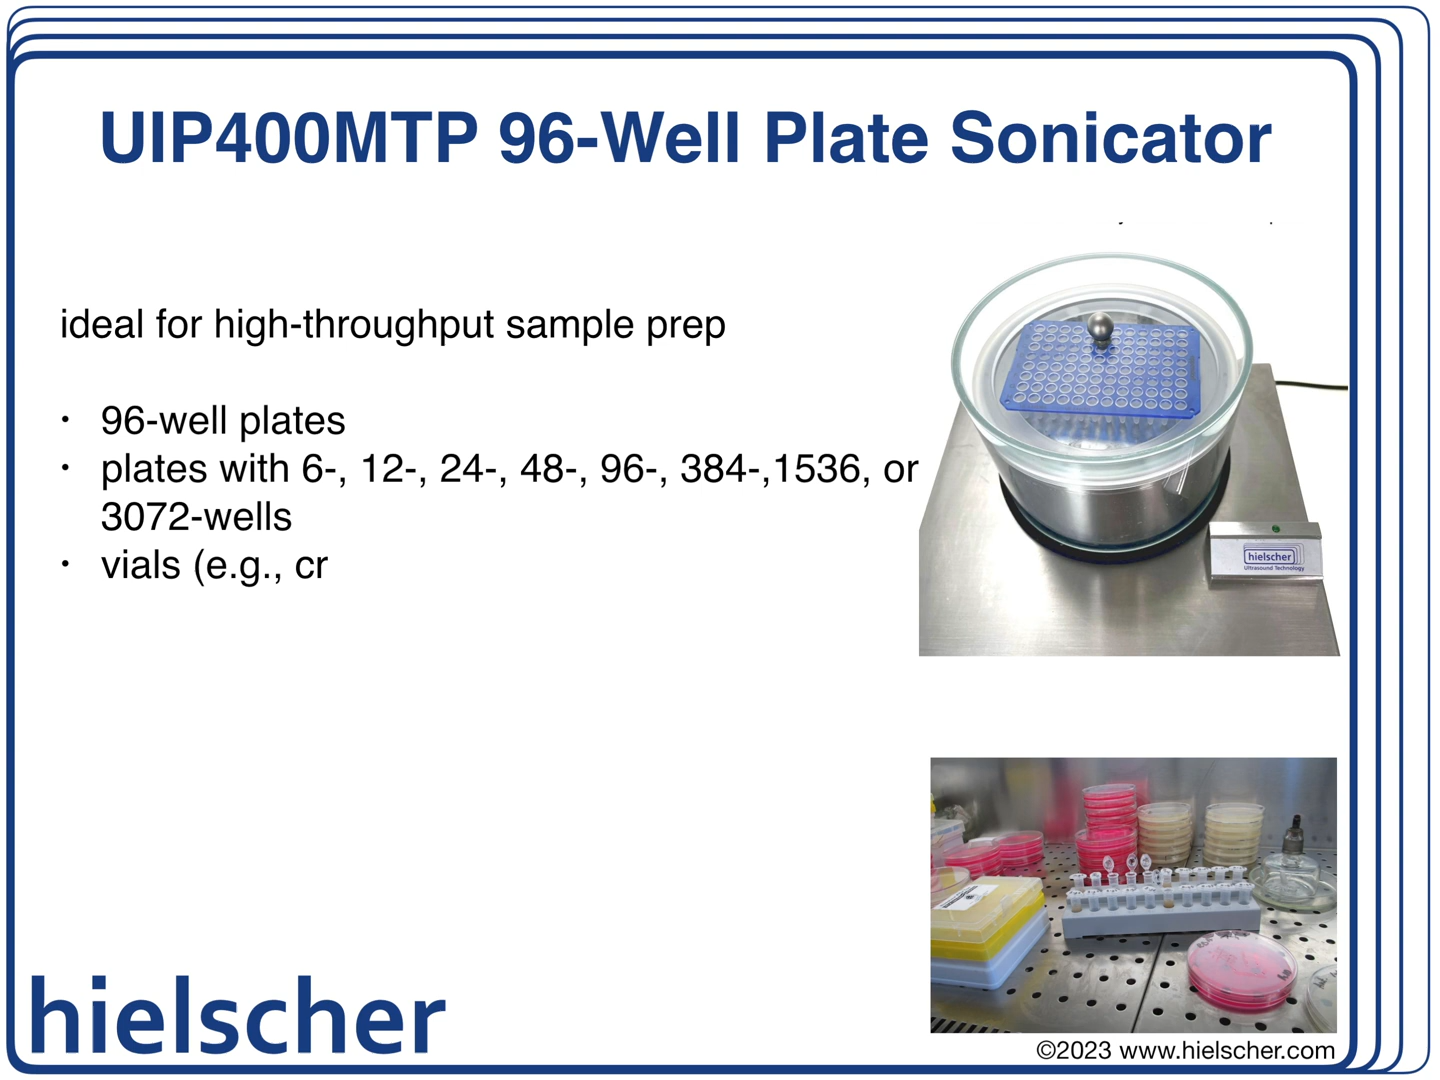 UIP400MTP 96-Well Plate Sonicator
ideal for high-throughput sample prep
· 96-well plates
· plates with 6-, 12-, 24-, 48-, 96-, 384-,1536, or
3072-wells
· vials (e.g., cr
hielscher
Ultrasound Technology
hielscher
©2023 www.hielscher.com